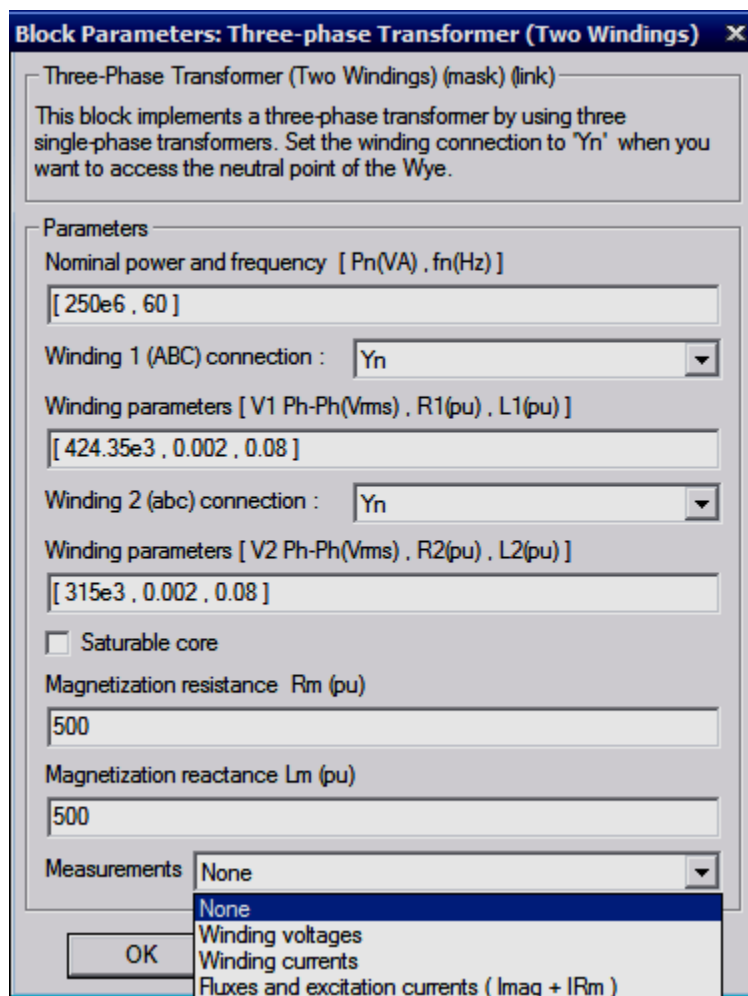 Block Parameters: Three-phase Transformer (Two Windings)
Three-Phase Transformer (Two Windings) (mask) (link)
This block implements a three-phase transformer by using three
single-phase transformers. Set the winding connection to 'Yn' when you
want to access the neutral point of the Wye.
Parameters
Nominal power and frequency [ Pn(VA) , fn(Hz) ]
[ 250e6 , 60 ]
Winding 1 (ABC) connection : Yn
Winding parameters [ V1 Ph-Ph(Vrms) , R1(pu) , L1(pu) ]
[ 424.35e3 , 0.002 , 0.08 ]
Winding 2 (abc) connection : Yn
Winding parameters [ V2 Ph-Ph(Vrms) , R2(pu) , L2(pu) ]
[ 315e3 , 0.002 , 0.08 ]
Saturable core
Magnetization resistance Rm (pu)
500
Magnetization reactance Lm (pu)
500
Measurements None
None
Winding voltages
OK
Winding currents
Fluxes and excitation currents ( Imag + IRm )